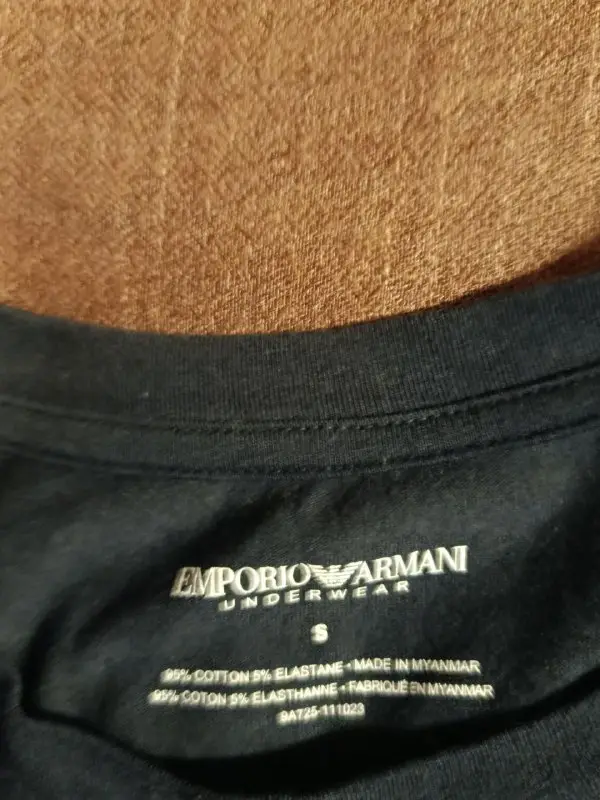 EMPORIO ARMANI
UNDERWEAR
S
95% COTTON 5% ELASTANE • MADE IN MYANMAR
95% COTON 5% ELASTHANNE • FABRIQUÉ EN MYANMAR
9A725-111023